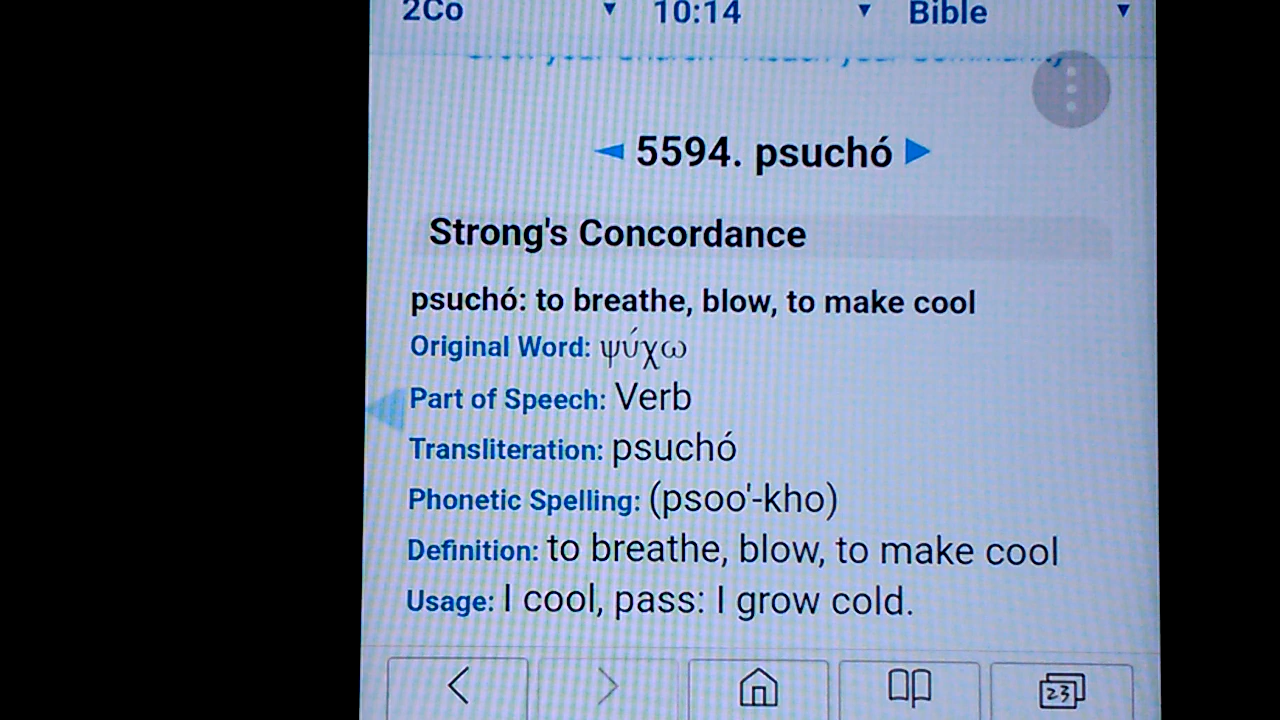 2Co ▼ 10:14 ▼ Bible ▼
◄ 5594. psuchó ►
Strong's Concordance
psuchó: to breathe, blow, to make cool
Original Word: ψύχω
Part of Speech: Verb
Transliteration: psuchó
Phonetic Spelling: (psoo'-kho)
Definition: to breathe, blow, to make cool
Usage: I cool, pass: I grow cold.
23